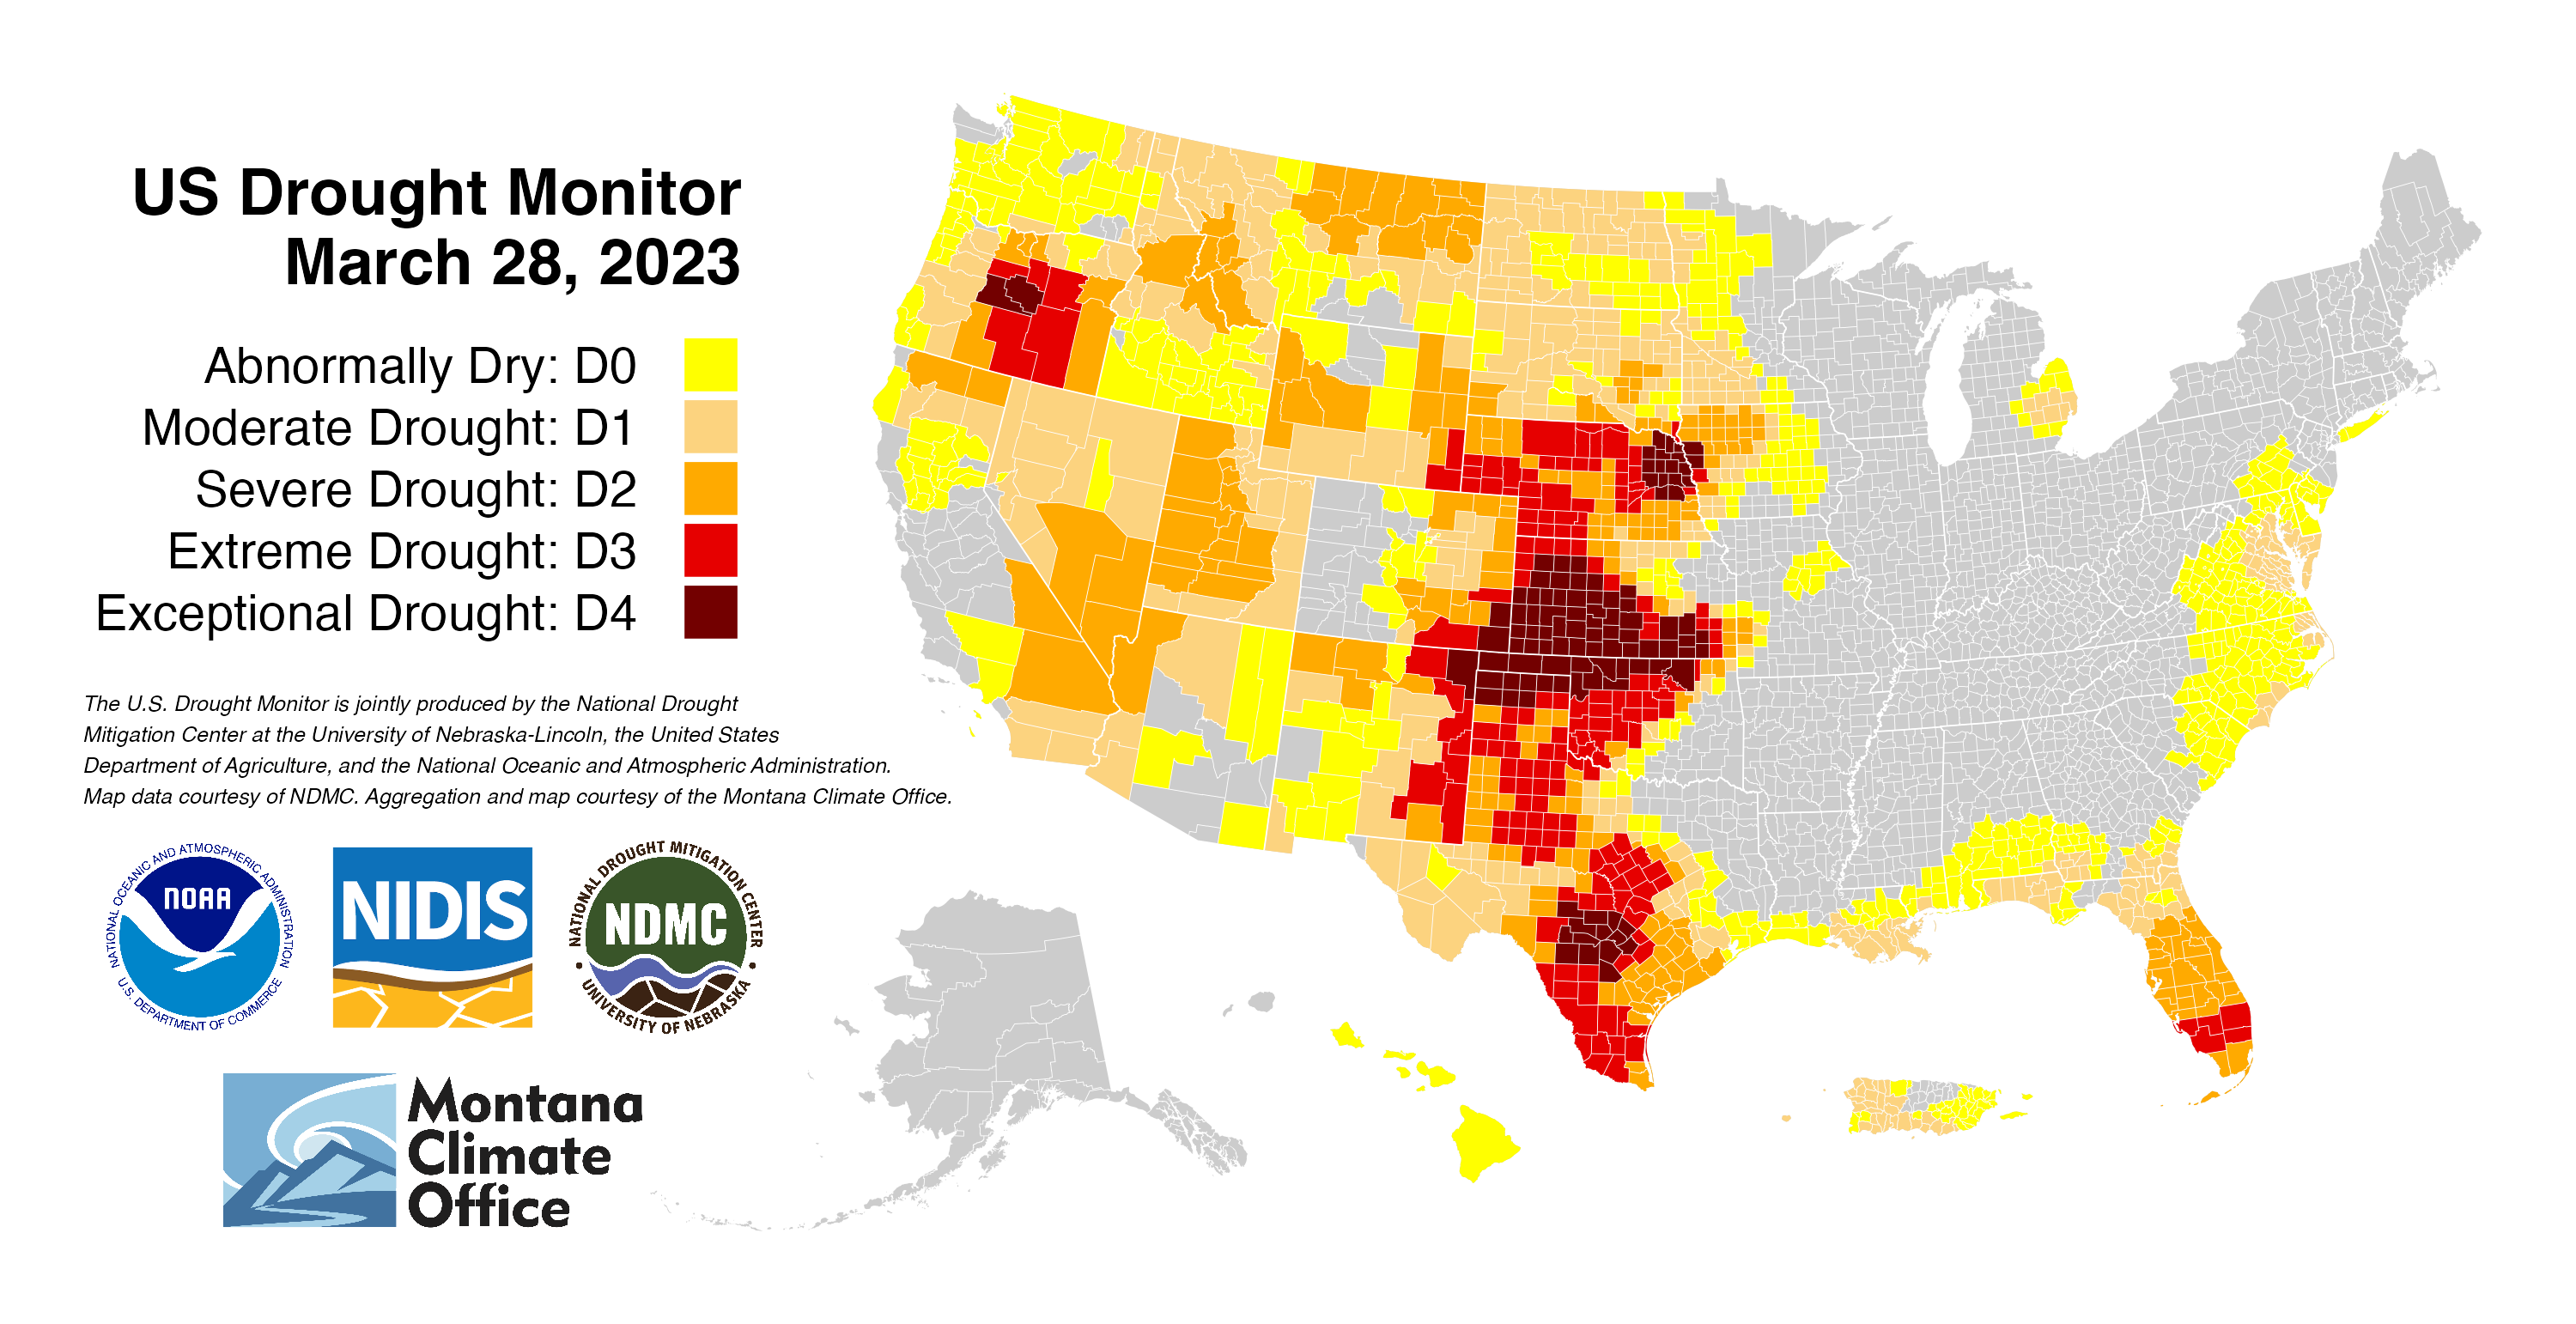 US Drought Monitor
March 28, 2023
Abnormally Dry: D0
Moderate Drought: D1
Severe Drought: D2
Extreme Drought: D3
Exceptional Drought: D4
The U.S. Drought Monitor is jointly produced by the National Drought
Mitigation Center at the University of Nebraska-Lincoln, the United States
Department of Agriculture, and the National Oceanic and Atmospheric Administration.
Map data courtesy of NDMC. Aggregation and map courtesy of the Montana Climate Office.
NATIONAL OCEANIC AND ATMOSPHERIC ADMINISTRATION
NOAA
U.S. DEPARTMENT OF COMMERCE
NIDIS
NATIONAL DROUGHT MITIGATION CENTER
NDMC
UNIVERSITY OF NEBRASKA
Montana
Climate
Office